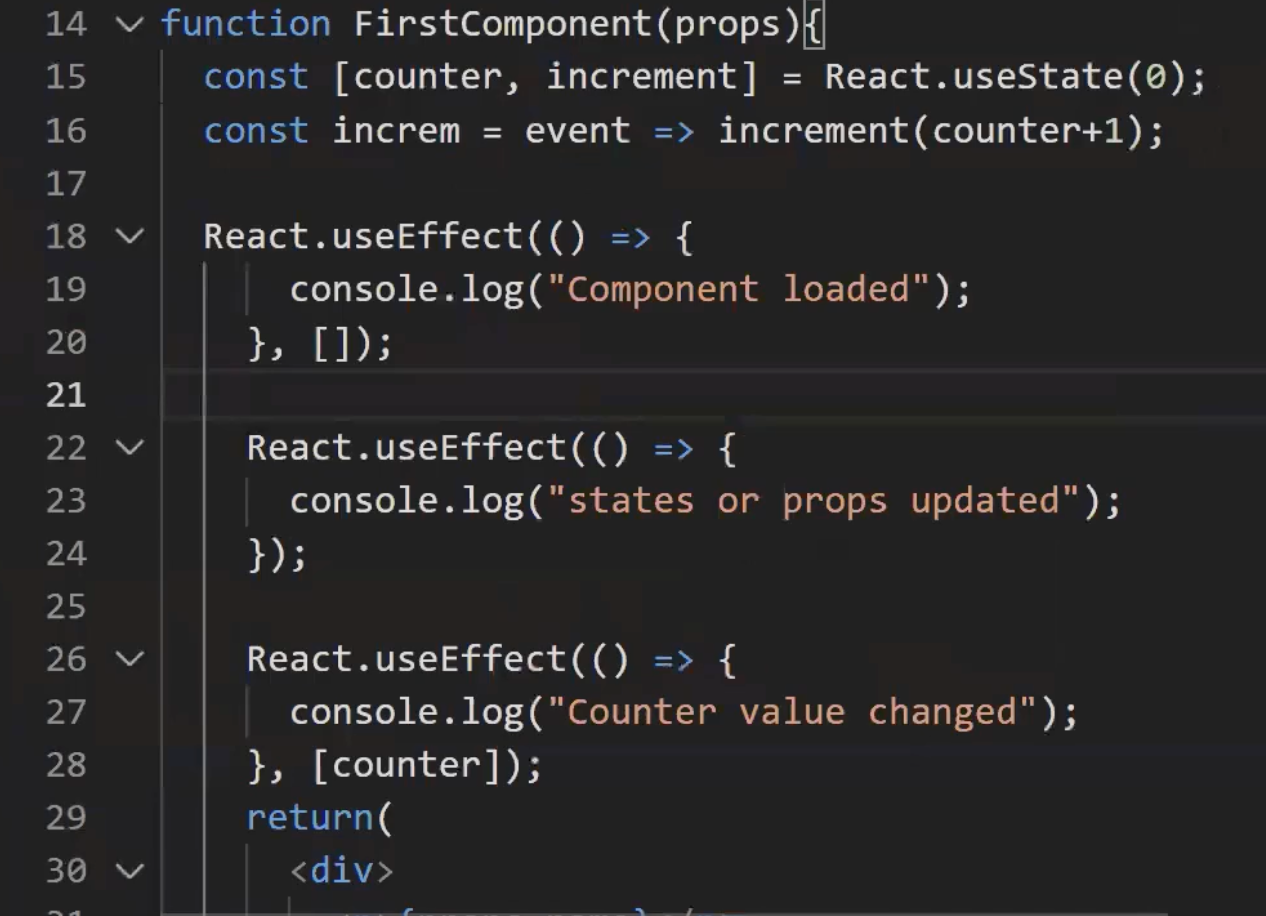 14 function FirstComponent(props){
15 const [counter, increment] = React.useState(0);
16 const increm = event => increment(counter+1);
17
18 React.useEffect(() => {
19 console.log("Component loaded");
20 }, []);
21
22 React.useEffect(() => {
23 console.log("states or props updated");
24 });
25
26 React.useEffect(() => {
27 console.log("Counter value changed");
28 }, [counter]);
29 return(
30 <div>